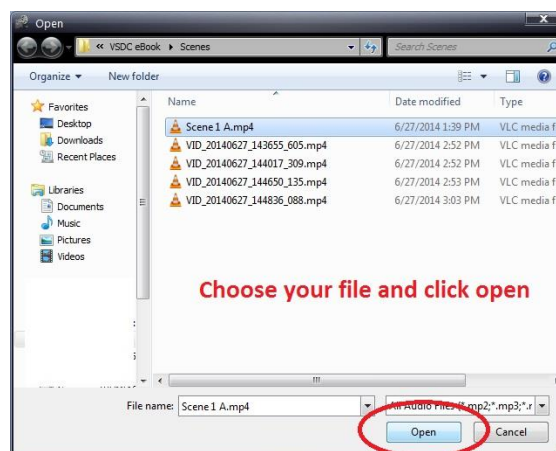 Open
« VSDC eBook ▸ Scenes
Search Scenes
Organize ▾ New folder
Favorites
Desktop
Downloads
Recent Places
Libraries
Documents
Music
Pictures
Videos
Name Date modified Type
Scene 1 A.mp4 6/27/2014 1:39 PM VLC media f
VID_20140627_143655_605.mp4 6/27/2014 2:52 PM VLC media f
VID_20140627_144017_309.mp4 6/27/2014 2:52 PM VLC media f
VID_20140627_144650_135.mp4 6/27/2014 2:53 PM VLC media f
VID_20140627_144836_088.mp4 6/27/2014 3:03 PM VLC media f
Choose your file and click open
File name: Scene 1 A.mp4 All Audio Files (*.mp2;*.mp3;*.r
Open Cancel